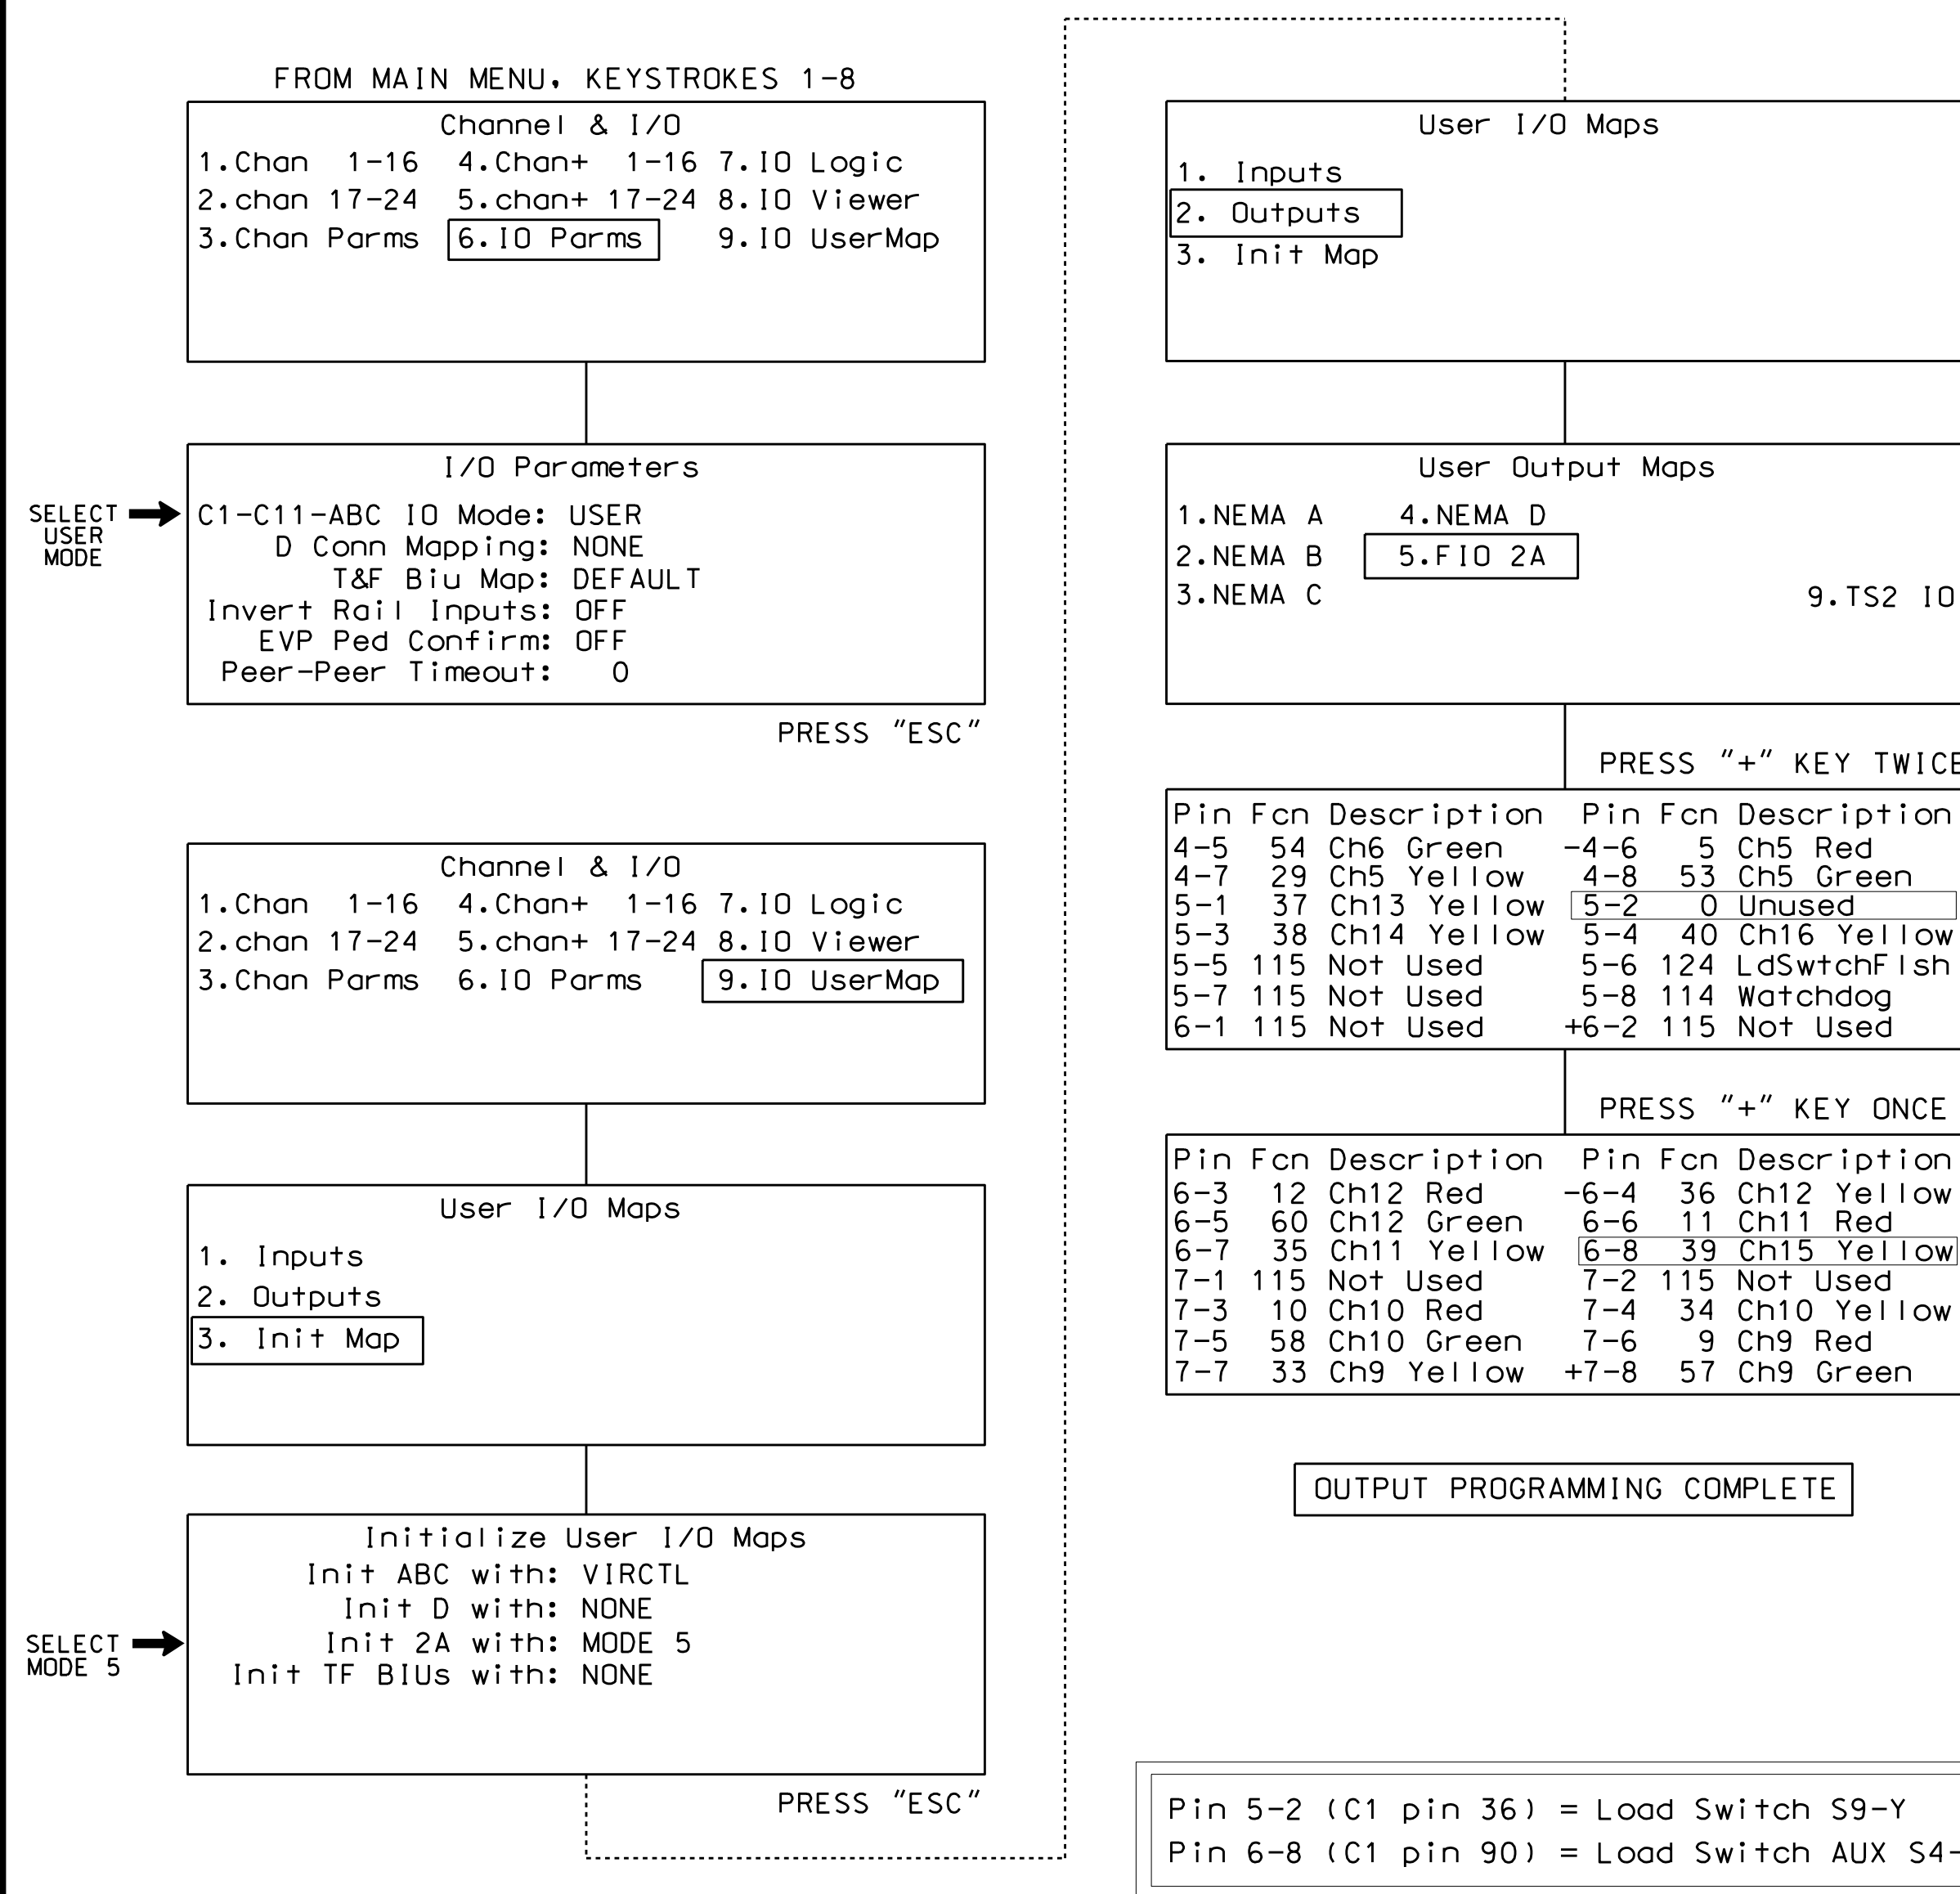 FROM MAIN MENU, KEYSTROKES 1-8
Channel & I/O
1.Chan 1-16 4.Chan+ 1-16 7.IO Logic
2.chan 17-24 5.chan+ 17-24 8.IO Viewer
3.Chan Parms 6.IO Parms 9.IO UserMap
I/O Parameters
SELECT USER MODE
C1-C11-ABC IO Mode: USER
D Conn Mapping: NONE
T&F Biu Map: DEFAULT
Invert Rail Inputs: OFF
EVP Ped Confirm: OFF
Peer-Peer Timeout: 0
PRESS "ESC"
Channel & I/O
1.Chan 1-16 4.Chan+ 1-16 7.IO Logic
2.chan 17-24 5.chan+ 17-24 8.IO Viewer
3.Chan Parms 6.IO Parms 9.IO UserMap
User I/O Maps
1. Inputs
2. Outputs
3. Init Map
Initialize User I/O Maps
Init ABC with: VIRCTL
Init D with: NONE
SELECT MODE 5
Init 2A with: MODE 5
Init TF BIUs with: NONE
PRESS "ESC"
User I/O Maps
1. Inputs
2. Outputs
3. Init Map
User Output Maps
1.NEMA A 4.NEMA D
2.NEMA B 5.FIO 2A
3.NEMA C 9.TS2 IO
PRESS "+" KEY TWICE
Pin Fcn Description Pin Fcn Description
4-5 54 Ch6 Green -4-6 5 Ch5 Red
4-7 29 Ch5 Yellow 4-8 53 Ch5 Green
5-1 37 Ch13 Yellow 5-2 0 Unused
5-3 38 Ch14 Yellow 5-4 40 Ch16 Yellow
5-5 115 Not Used 5-6 124 LdSwtchFlsh
5-7 115 Not Used 5-8 114 Watchdog
6-1 115 Not Used +6-2 115 Not Used
PRESS "+" KEY ONCE
Pin Fcn Description Pin Fcn Description
6-3 12 Ch12 Red -6-4 36 Ch12 Yellow
6-5 60 Ch12 Green 6-6 11 Ch11 Red
6-7 35 Ch11 Yellow 6-8 39 Ch15 Yellow
7-1 115 Not Used 7-2 115 Not Used
7-3 10 Ch10 Red 7-4 34 Ch10 Yellow
7-5 58 Ch10 Green 7-6 9 Ch9 Red
7-7 33 Ch9 Yellow +7-8 57 Ch9 Green
OUTPUT PROGRAMMING COMPLETE
Pin 5-2 (C1 pin 36) = Load Switch S9-Y
Pin 6-8 (C1 pin 90) = Load Switch AUX S4-